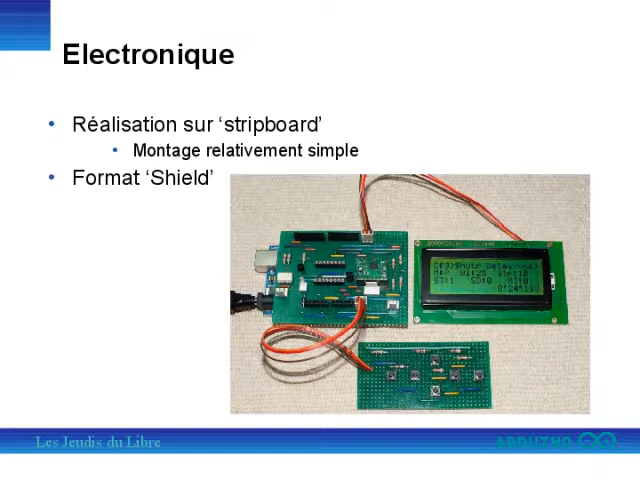 Electronique
• Réalisation sur ‘stripboard’
• Montage relativement simple
• Format ‘Shield’
Les Jeudis du Libre
ARDUINO